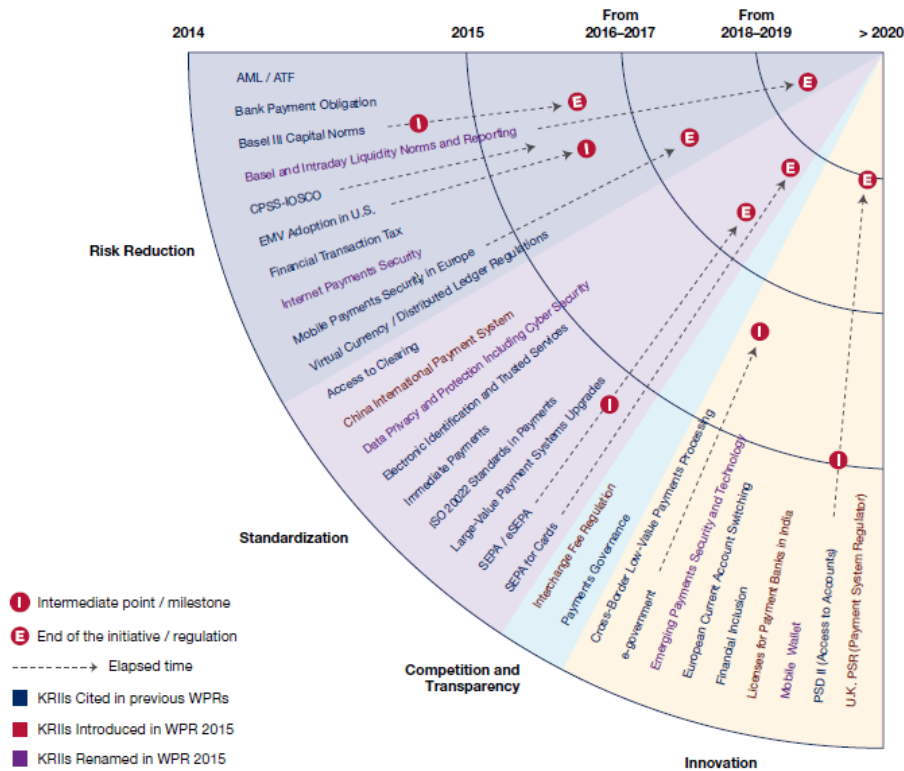 2014
2015
From
2016–2017
From
2018–2019
> 2020
AML / ATF
Bank Payment Obligation
Basel III Capital Norms
Basel and Intraday Liquidity Norms and Reporting
CPSS-IOSCO
EMV Adoption in U.S.
Financial Transaction Tax
Internet Payments Security
Mobile Payments Security in Europe
Virtual Currency / Distributed Ledger Regulations
Risk Reduction
Access to Clearing
China International Payment System
Data Privacy and Protection Including Cyber Security
Electronic Identification and Trusted Services
Immediate Payments
ISO 20022 Standards in Payments
Large-Value Payment Systems Upgrades
SEPA / eSEPA
SEPA for Cards
Standardization
Interchange Fee Regulation
Payments Governance
Competition and
Transparency
Cross-Border Low-Value Payments Processing
e-government
Emerging Payments Security and Technology
European Current Account Switching
Financial Inclusion
Licenses for Payment Banks in India
Mobile Wallet
PSD II (Access to Accounts)
U.K. PSR (Payment System Regulator)
Innovation
I
E
E
I
E
E
E
E
I
I
I
I Intermediate point / milestone
E End of the initiative / regulation
Elapsed time
KRIIs Cited in previous WPRs
KRIIs Introduced in WPR 2015
KRIIs Renamed in WPR 2015